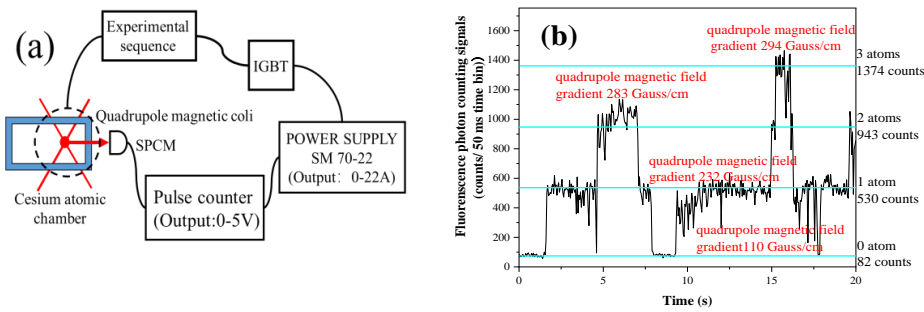 (a)
Experimental
sequence
IGBT
Quadrupole magnetic coli
SPCM
POWER SUPPLY
SM 70-22
(Output: 0-22A)
Cesium atomic
chamber
Pulse counter
(Output:0-5V)
(b)
Fluorescence photon counting signals
(counts/ 50 ms time bin))
1600
1400
1200
1000
800
600
400
200
0
quadrupole magnetic field
gradient 294 Gauss/cm
quadrupole magnetic field
gradient 283 Gauss/cm
quadrupole magnetic field
gradient 232 Gauss/cm
quadrupole magnetic field
gradient110 Gauss/cm
3 atoms
1374 counts
2 atoms
943 counts
1 atom
530 counts
0 atom
82 counts
0
5
10
15
20
Time (s)